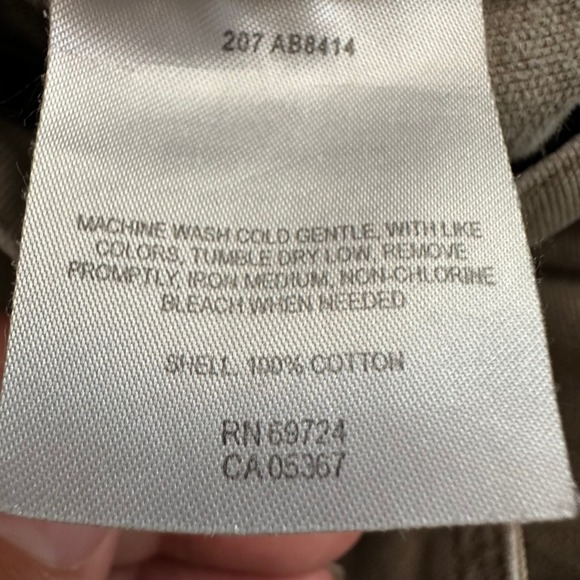 207 AB8414
MACHINE WASH COLD GENTLE, WITH LIKE
COLORS, TUMBLE DRY LOW, REMOVE
PROMPTLY, IRON MEDIUM, NON-CHLORINE
BLEACH WHEN NEEDED
SHELL: 100% COTTON
RN 69724
CA 05367